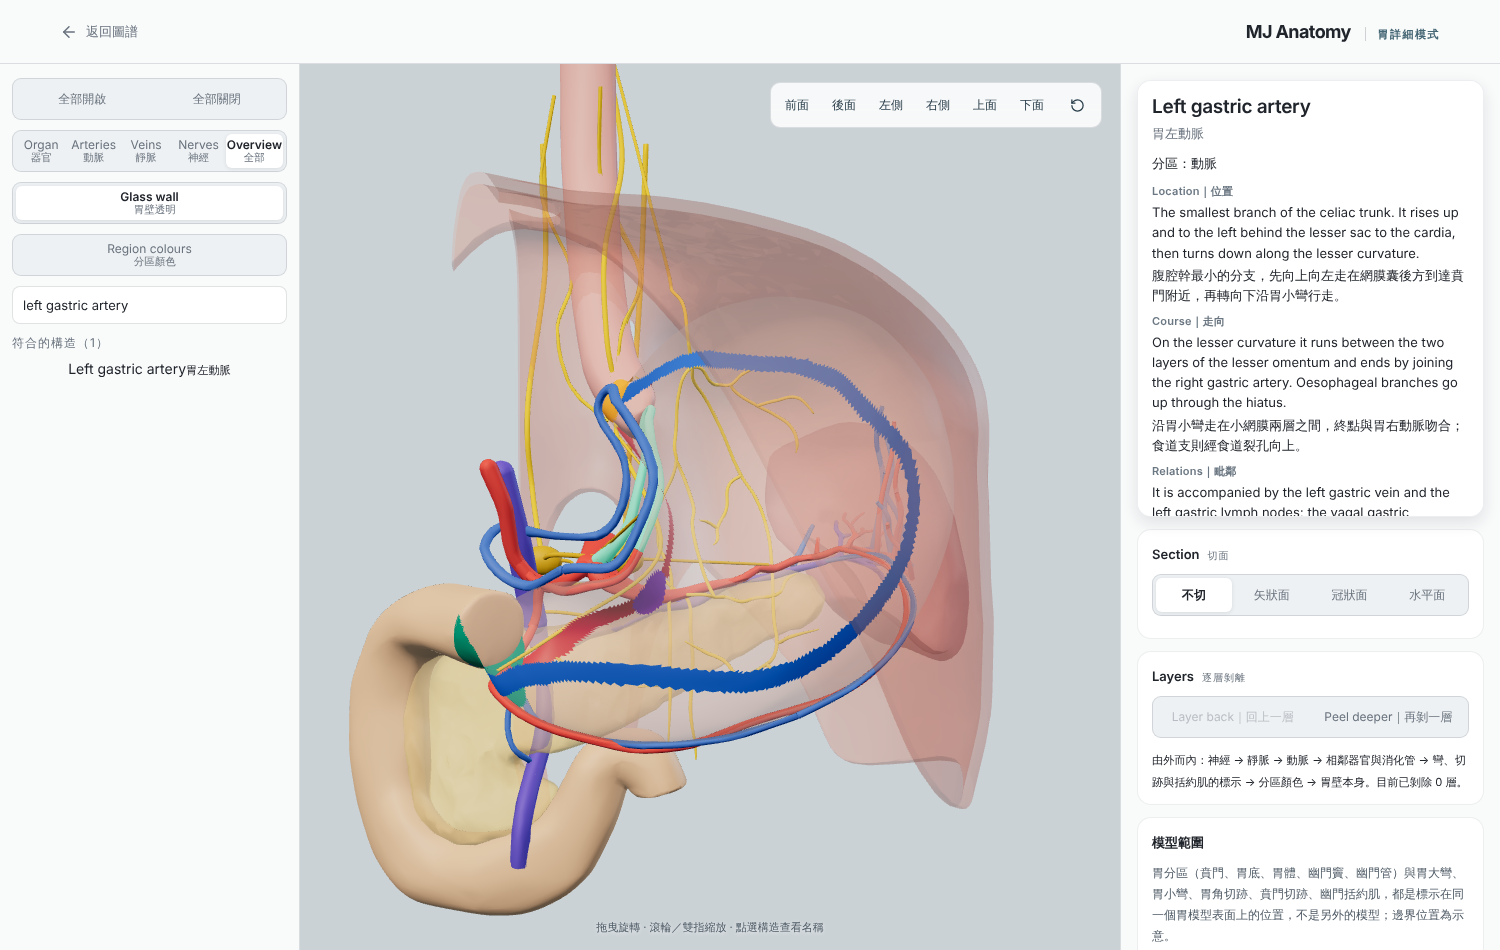 返回圖譜
MJ Anatomy
胃詳細模式
全部開啟
全部關閉
Organ
器官
Arteries
動脈
Veins
靜脈
Nerves
神經
Overview
全部
Glass wall
胃壁透明
Region colours
分區顏色
left gastric artery
符合的構造（1）
Left gastric artery胃左動脈
前面
後面
左側
右側
上面
下面
拖曳旋轉 · 滾輪／雙指縮放 · 點選構造查看名稱
Left gastric artery
胃左動脈
分區：動脈
Location｜位置
The smallest branch of the celiac trunk. It rises up
and to the left behind the lesser sac to the cardia,
then turns down along the lesser curvature.
腹腔幹最小的分支，先向上向左走在網膜囊後方到達賁
門附近，再轉向下沿胃小彎行走。
Course｜走向
On the lesser curvature it runs between the two
layers of the lesser omentum and ends by joining
the right gastric artery. Oesophageal branches go
up through the hiatus.
沿胃小彎走在小網膜兩層之間，終點與胃右動脈吻合；
食道支則經食道裂孔向上。
Relations｜毗鄰
It is accompanied by the left gastric vein and the
left gastric lymph nodes; the vagal gastric
Section 切面
不切
矢狀面
冠狀面
水平面
Layers 逐層剝離
Layer back｜回上一層
Peel deeper｜再剝一層
由外而內：神經 → 靜脈 → 動脈 → 相鄰器官與消化管 → 彎、切
跡與括約肌的標示 → 分區顏色 → 胃壁本身。目前已剝除 0 層。
模型範圍
胃分區（賁門、胃底、胃體、幽門竇、幽門管）與胃大彎、
胃小彎、胃角切跡、賁門切跡、幽門括約肌，都是標示在同
一個胃模型表面上的位置，不是另外的模型；邊界位置為示
意。